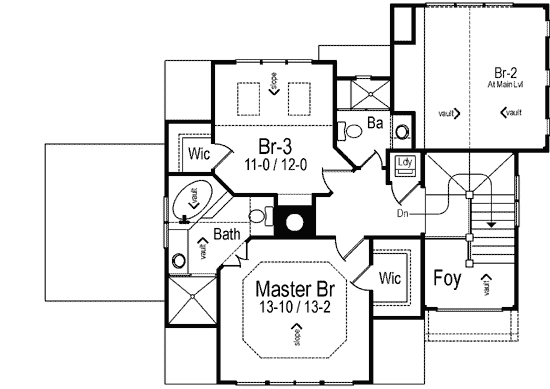 Br-2
At Main Lvl
vault
vault
slope
Ba
Br-3
11-0 / 12-0
Wic
Ldy
vault
Dn
Bath
vault
Wic
Foy
vault
Master Br
13-10 / 13-2
slope